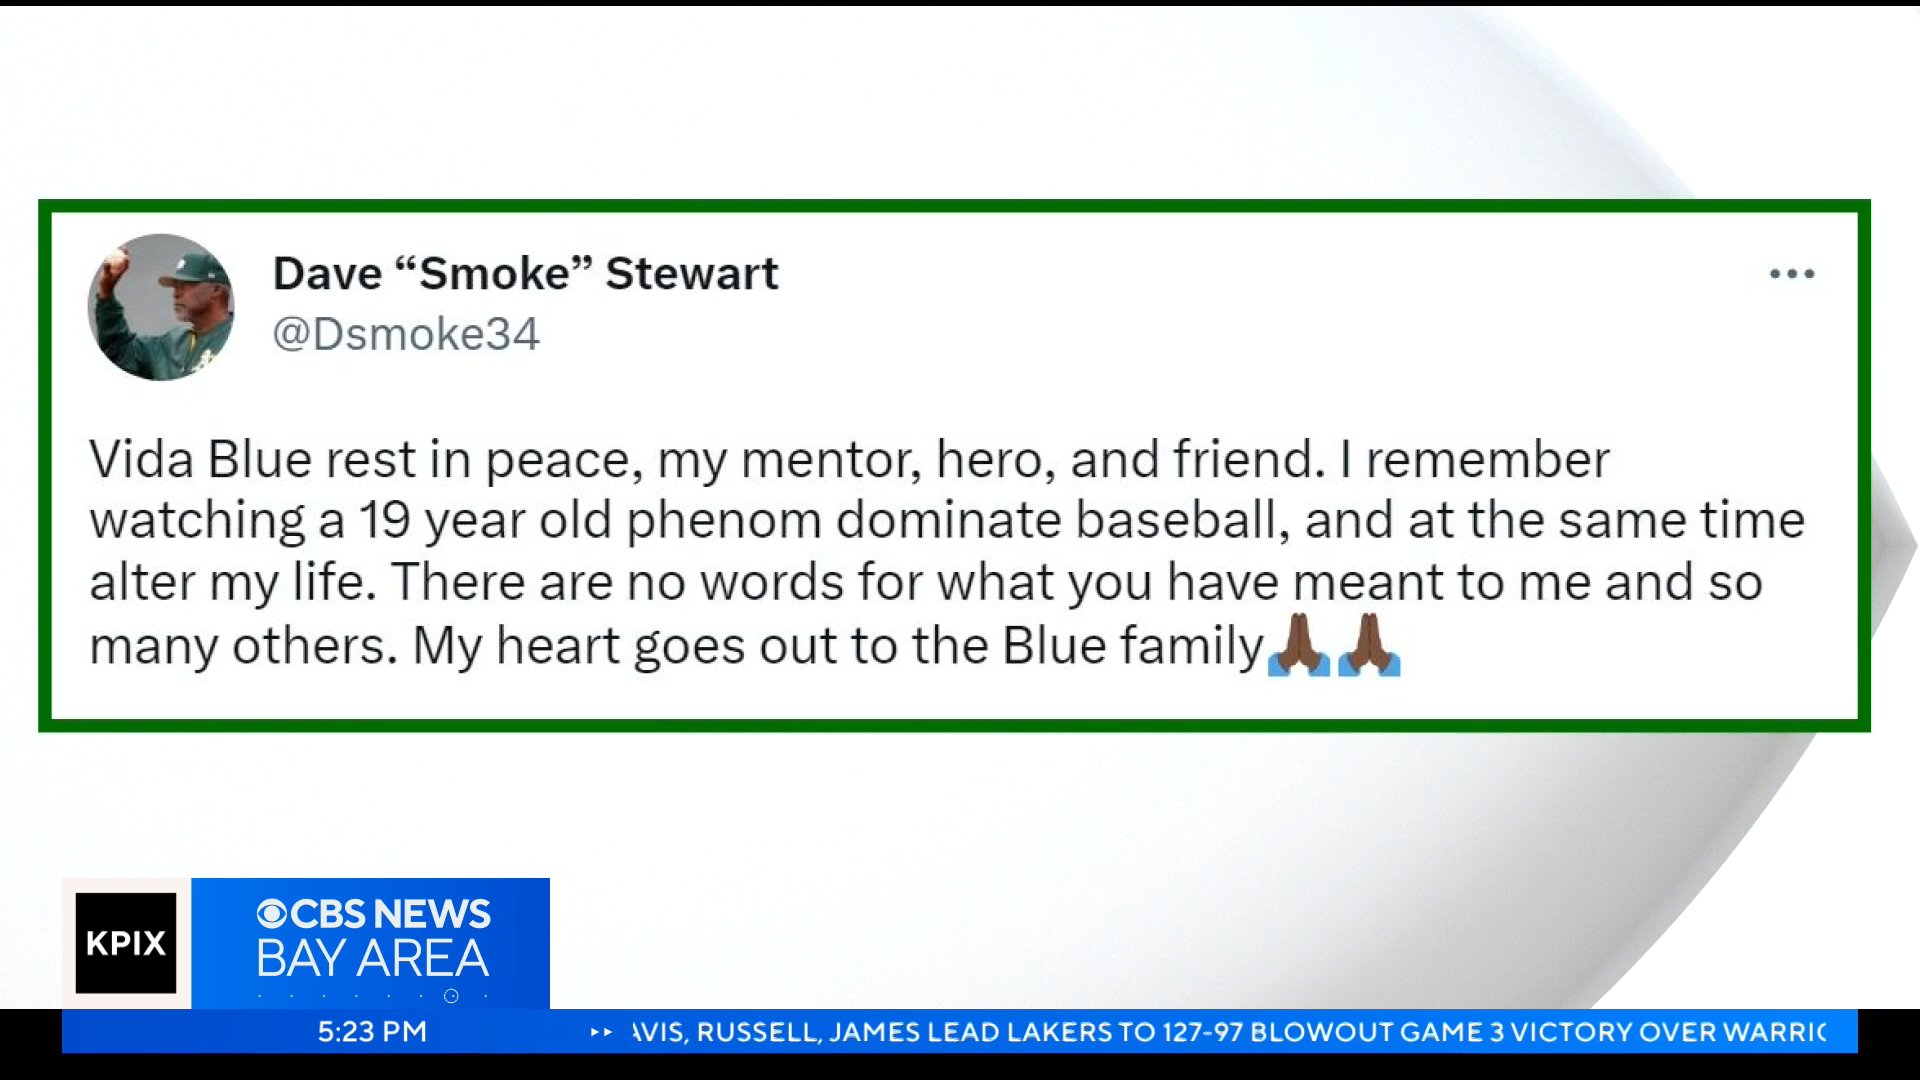 Dave “Smoke” Stewart
@Dsmoke34
Vida Blue rest in peace, my mentor, hero, and friend. I remember
watching a 19 year old phenom dominate baseball, and at the same time
alter my life. There are no words for what you have meant to me and so
many others. My heart goes out to the Blue family🙏🏾🙏🏾
KPIX
CBS NEWS
BAY AREA
5:23 PM
AVIS, RUSSELL, JAMES LEAD LAKERS TO 127-97 BLOWOUT GAME 3 VICTORY OVER WARRI